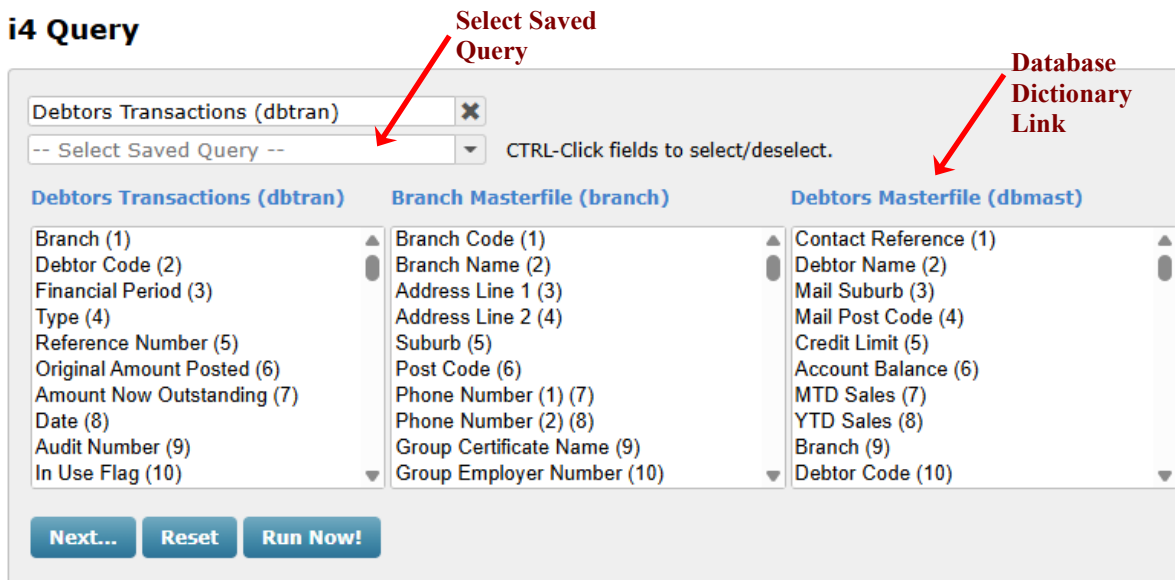 i4 Query
Select Saved
Query
Database
Dictionary
Link
Debtors Transactions (dbtran)
-- Select Saved Query --
CTRL-Click fields to select/deselect.
Debtors Transactions (dbtran)
Branch (1)
Debtor Code (2)
Financial Period (3)
Type (4)
Reference Number (5)
Original Amount Posted (6)
Amount Now Outstanding (7)
Date (8)
Audit Number (9)
In Use Flag (10)
Branch Masterfile (branch)
Branch Code (1)
Branch Name (2)
Address Line 1 (3)
Address Line 2 (4)
Suburb (5)
Post Code (6)
Phone Number (1) (7)
Phone Number (2) (8)
Group Certificate Name (9)
Group Employer Number (10)
Debtors Masterfile (dbmast)
Contact Reference (1)
Debtor Name (2)
Mail Suburb (3)
Mail Post Code (4)
Credit Limit (5)
Account Balance (6)
MTD Sales (7)
YTD Sales (8)
Branch (9)
Debtor Code (10)
Next...
Reset
Run Now!